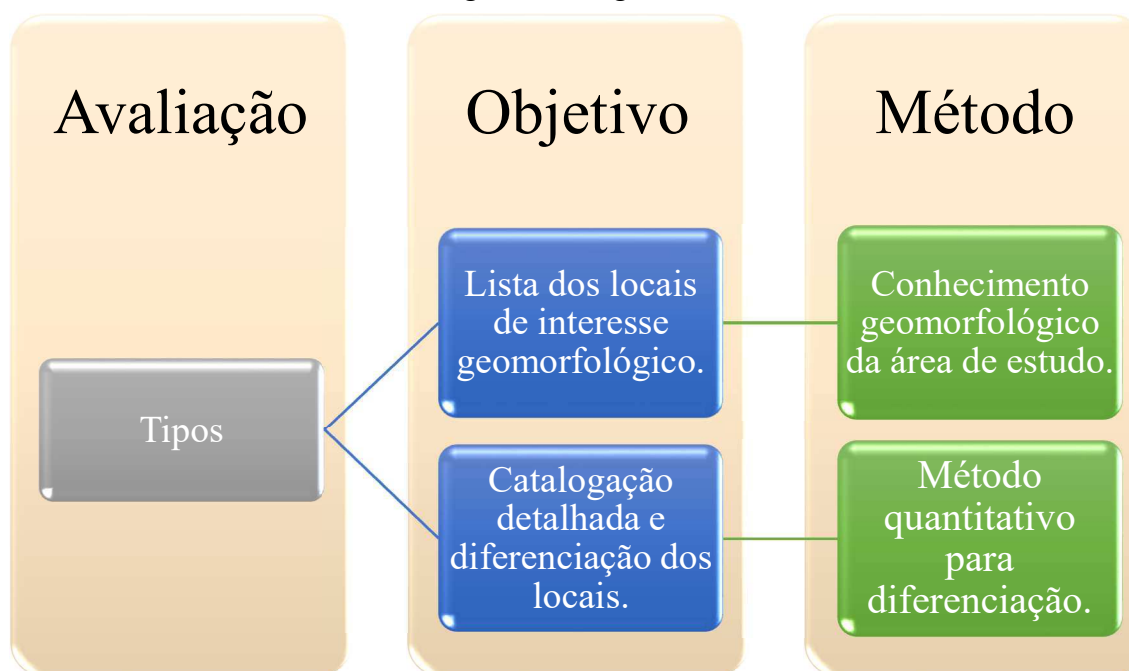 Avaliação
Objetivo
Método
Tipos
Lista dos locais
de interesse
geomorfológico.
Conhecimento
geomorfológico
da área de estudo.
Catalogação
detalhada e
diferenciação dos
locais.
Método
quantitativo
para
diferenciação.